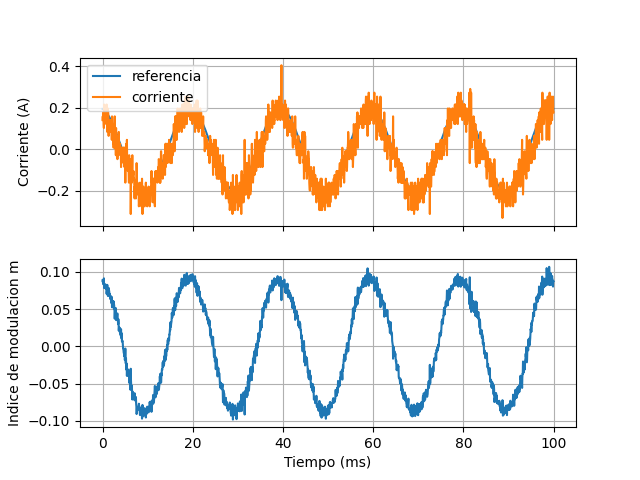 0.4
0.2
0.0
−0.2
Corriente (A)
referencia
corriente
0.10
0.05
0.00
−0.05
−0.10
Indice de modulacion m
0 20 40 60 80 100
Tiempo (ms)